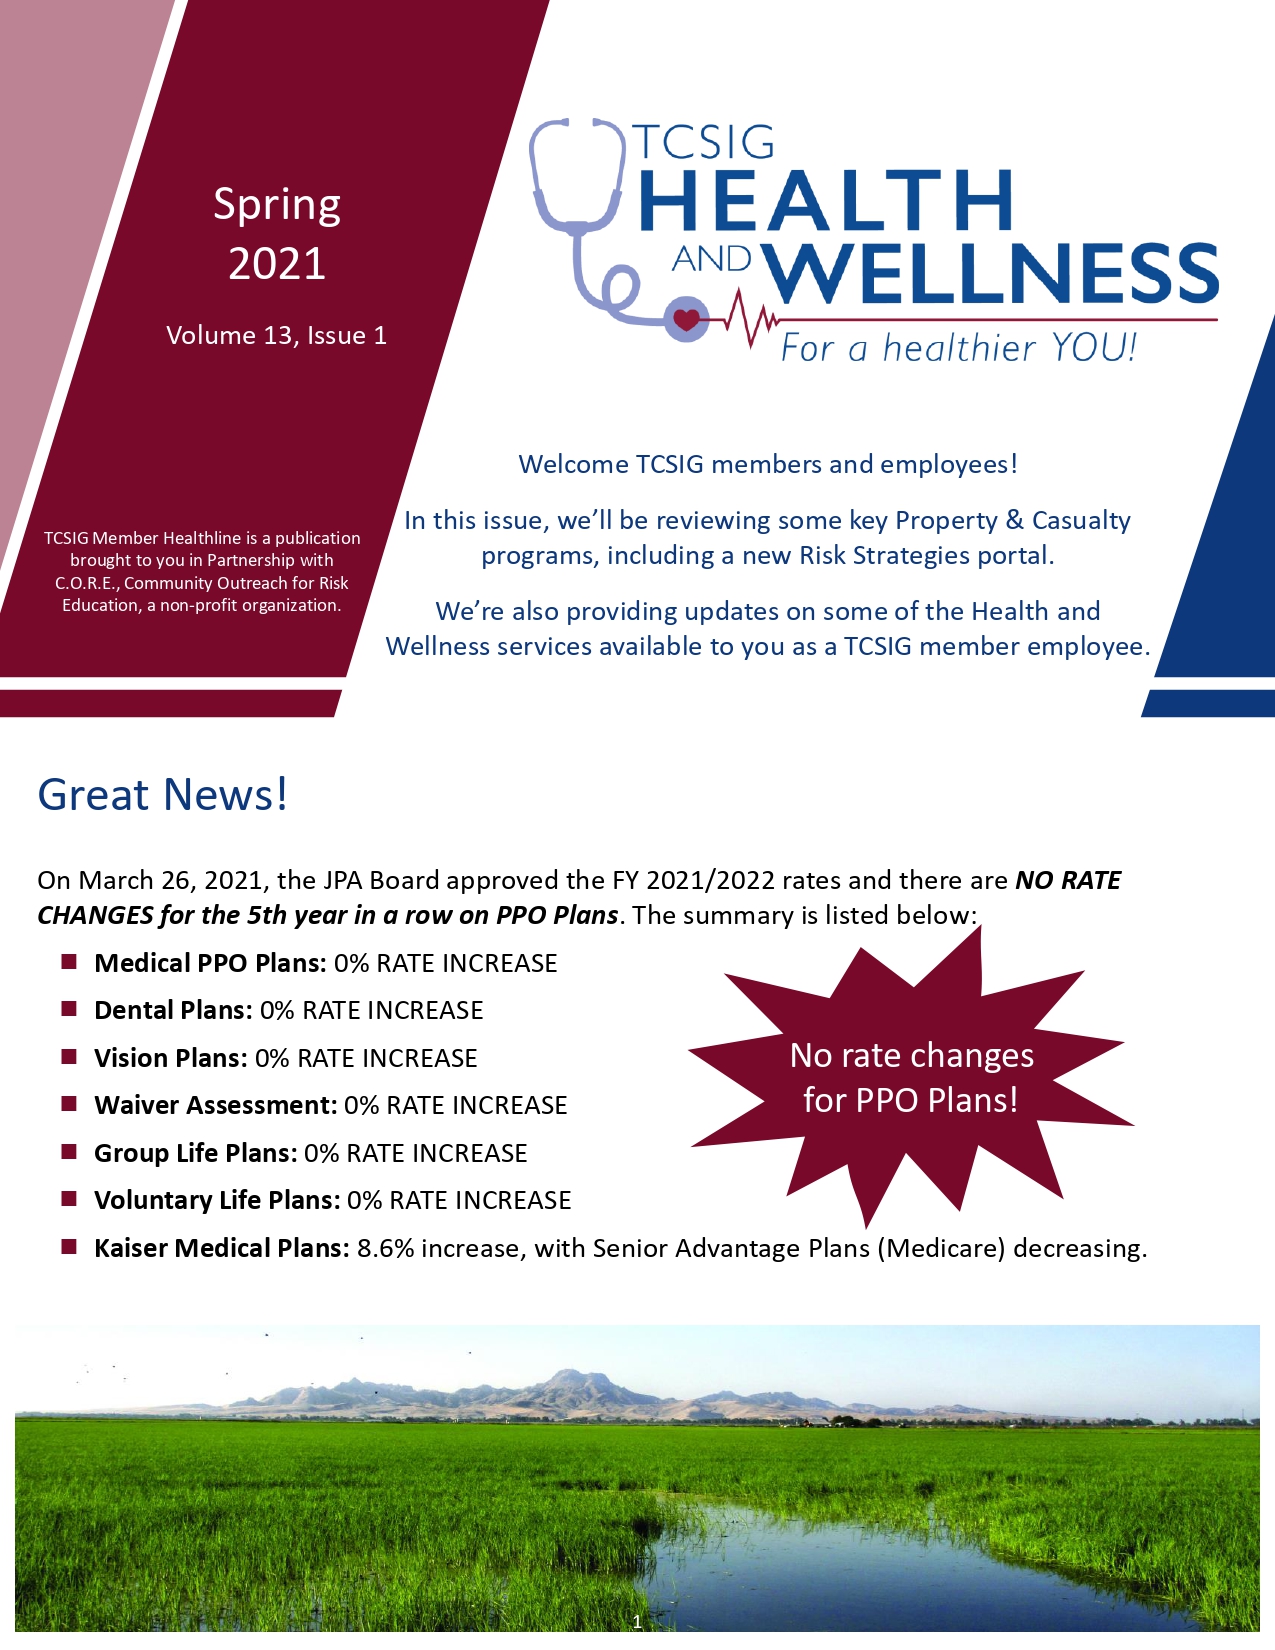 Spring
2021
Volume 13, Issue 1
TCSIG Member Healthline is a publication
brought to you in Partnership with
C.O.R.E., Community Outreach for Risk
Education, a non-profit organization.
TCSIG
HEALTH
AND WELLNESS
For a healthier YOU!
Welcome TCSIG members and employees!
In this issue, we’ll be reviewing some key Property & Casualty
programs, including a new Risk Strategies portal.
We’re also providing updates on some of the Health and
Wellness services available to you as a TCSIG member employee.
Great News!
On March 26, 2021, the JPA Board approved the FY 2021/2022 rates and there are NO RATE
CHANGES for the 5th year in a row on PPO Plans. The summary is listed below:
Medical PPO Plans: 0% RATE INCREASE
Dental Plans: 0% RATE INCREASE
Vision Plans: 0% RATE INCREASE
Waiver Assessment: 0% RATE INCREASE
Group Life Plans: 0% RATE INCREASE
Voluntary Life Plans: 0% RATE INCREASE
Kaiser Medical Plans: 8.6% increase, with Senior Advantage Plans (Medicare) decreasing.
No rate changes
for PPO Plans!
1